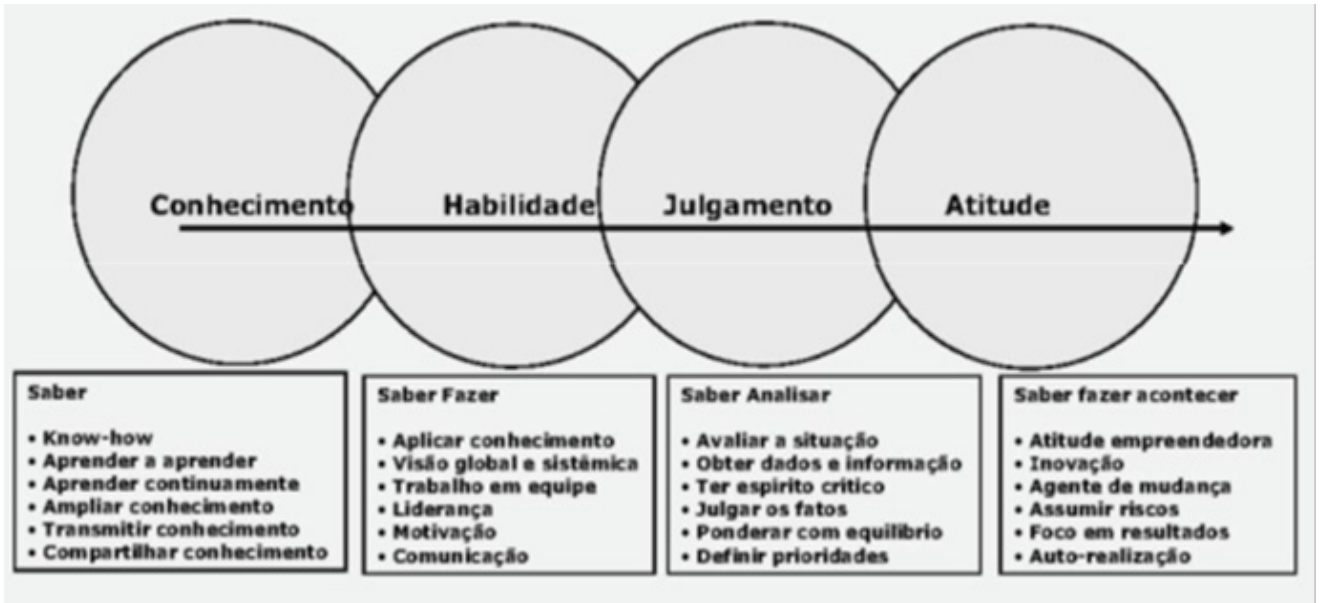 Conhecimento
Habilidade
Julgamento
Atitude
Saber
• Know-how
• Aprender a aprender
• Aprender continuamente
• Ampliar conhecimento
• Transmitir conhecimento
• Compartilhar conhecimento
Saber Fazer
• Aplicar conhecimento
• Visão global e sistêmica
• Trabalho em equipe
• Liderança
• Motivação
• Comunicação
Saber Analisar
• Avaliar a situação
• Obter dados e informação
• Ter espirito critico
• Julgar os fatos
• Ponderar com equilibrio
• Definir prioridades
Saber fazer acontecer
• Atitude empreendedora
• Inovação
• Agente de mudança
• Assumir riscos
• Foco em resultados
• Auto-realização